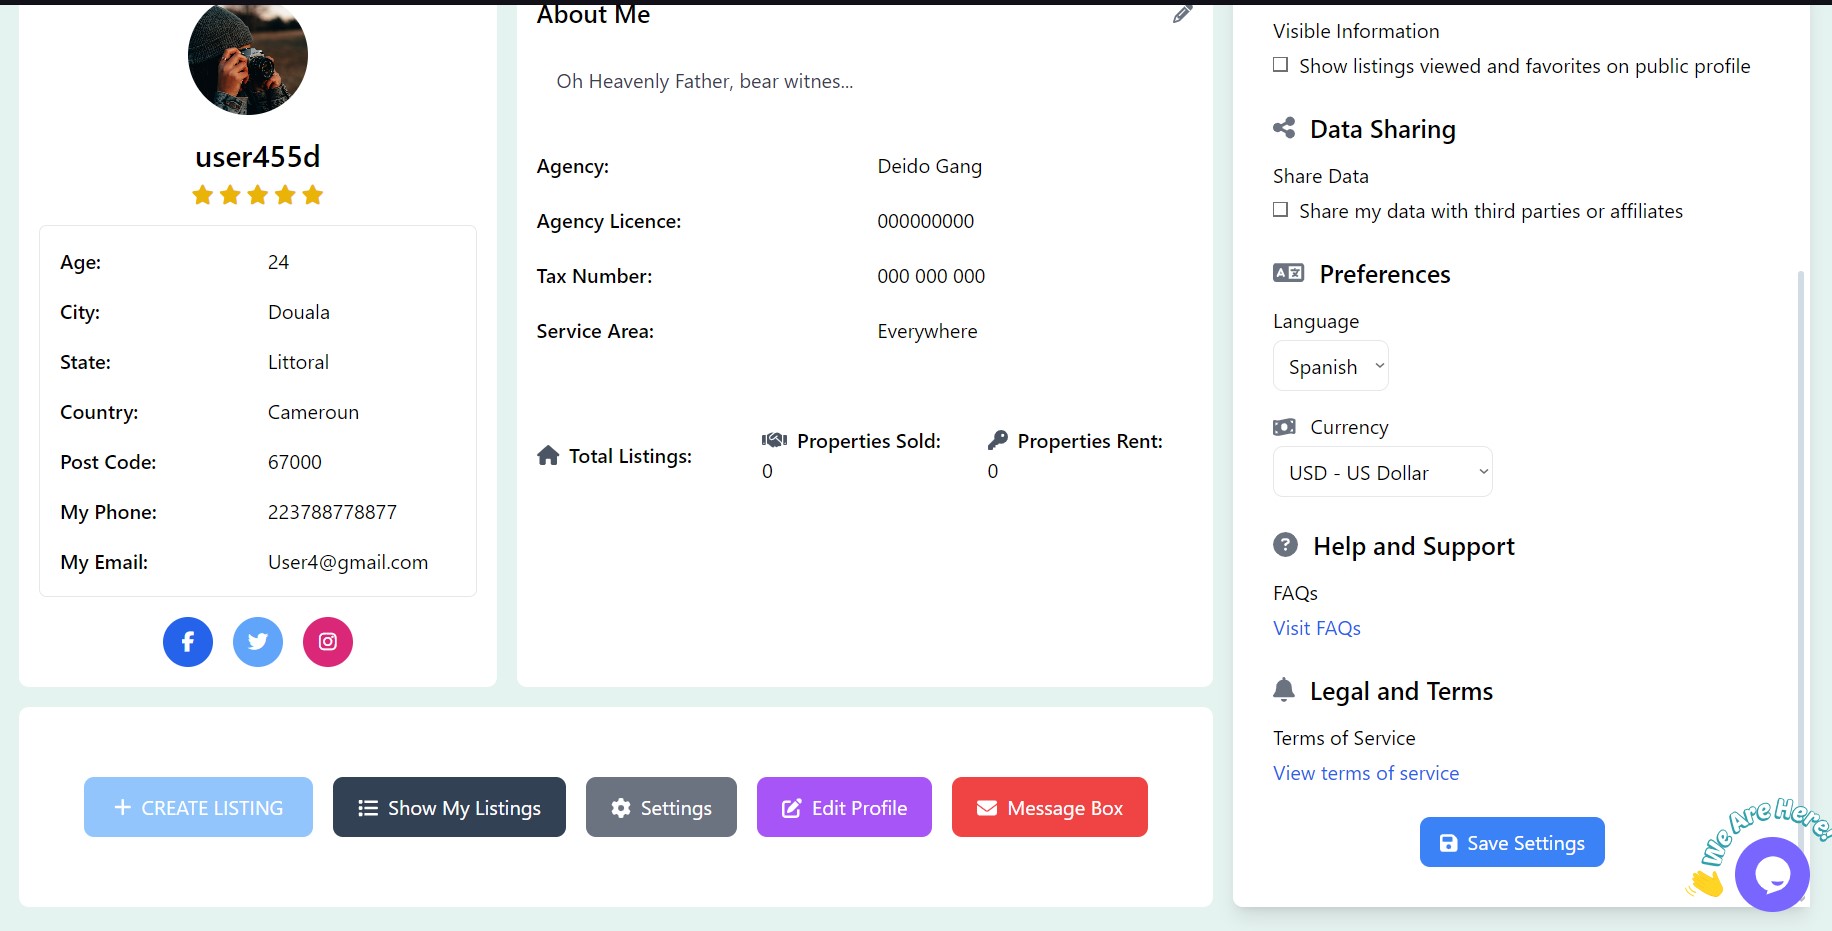 user455d
Age: 24
City: Douala
State: Littoral
Country: Cameroun
Post Code: 67000
My Phone: 223788778877
My Email: User4@gmail.com
About Me
Oh Heavenly Father, bear witnes...
Agency: Deido Gang
Agency Licence: 000000000
Tax Number: 000 000 000
Service Area: Everywhere
Total Listings:
Properties Sold:
0
Properties Rent:
0
CREATE LISTING
Show My Listings
Settings
Edit Profile
Message Box
Visible Information
Show listings viewed and favorites on public profile
Data Sharing
Share Data
Share my data with third parties or affiliates
Preferences
Language
Spanish
Currency
USD - US Dollar
Help and Support
FAQs
Visit FAQs
Legal and Terms
Terms of Service
View terms of service
Save Settings
We Are Here!